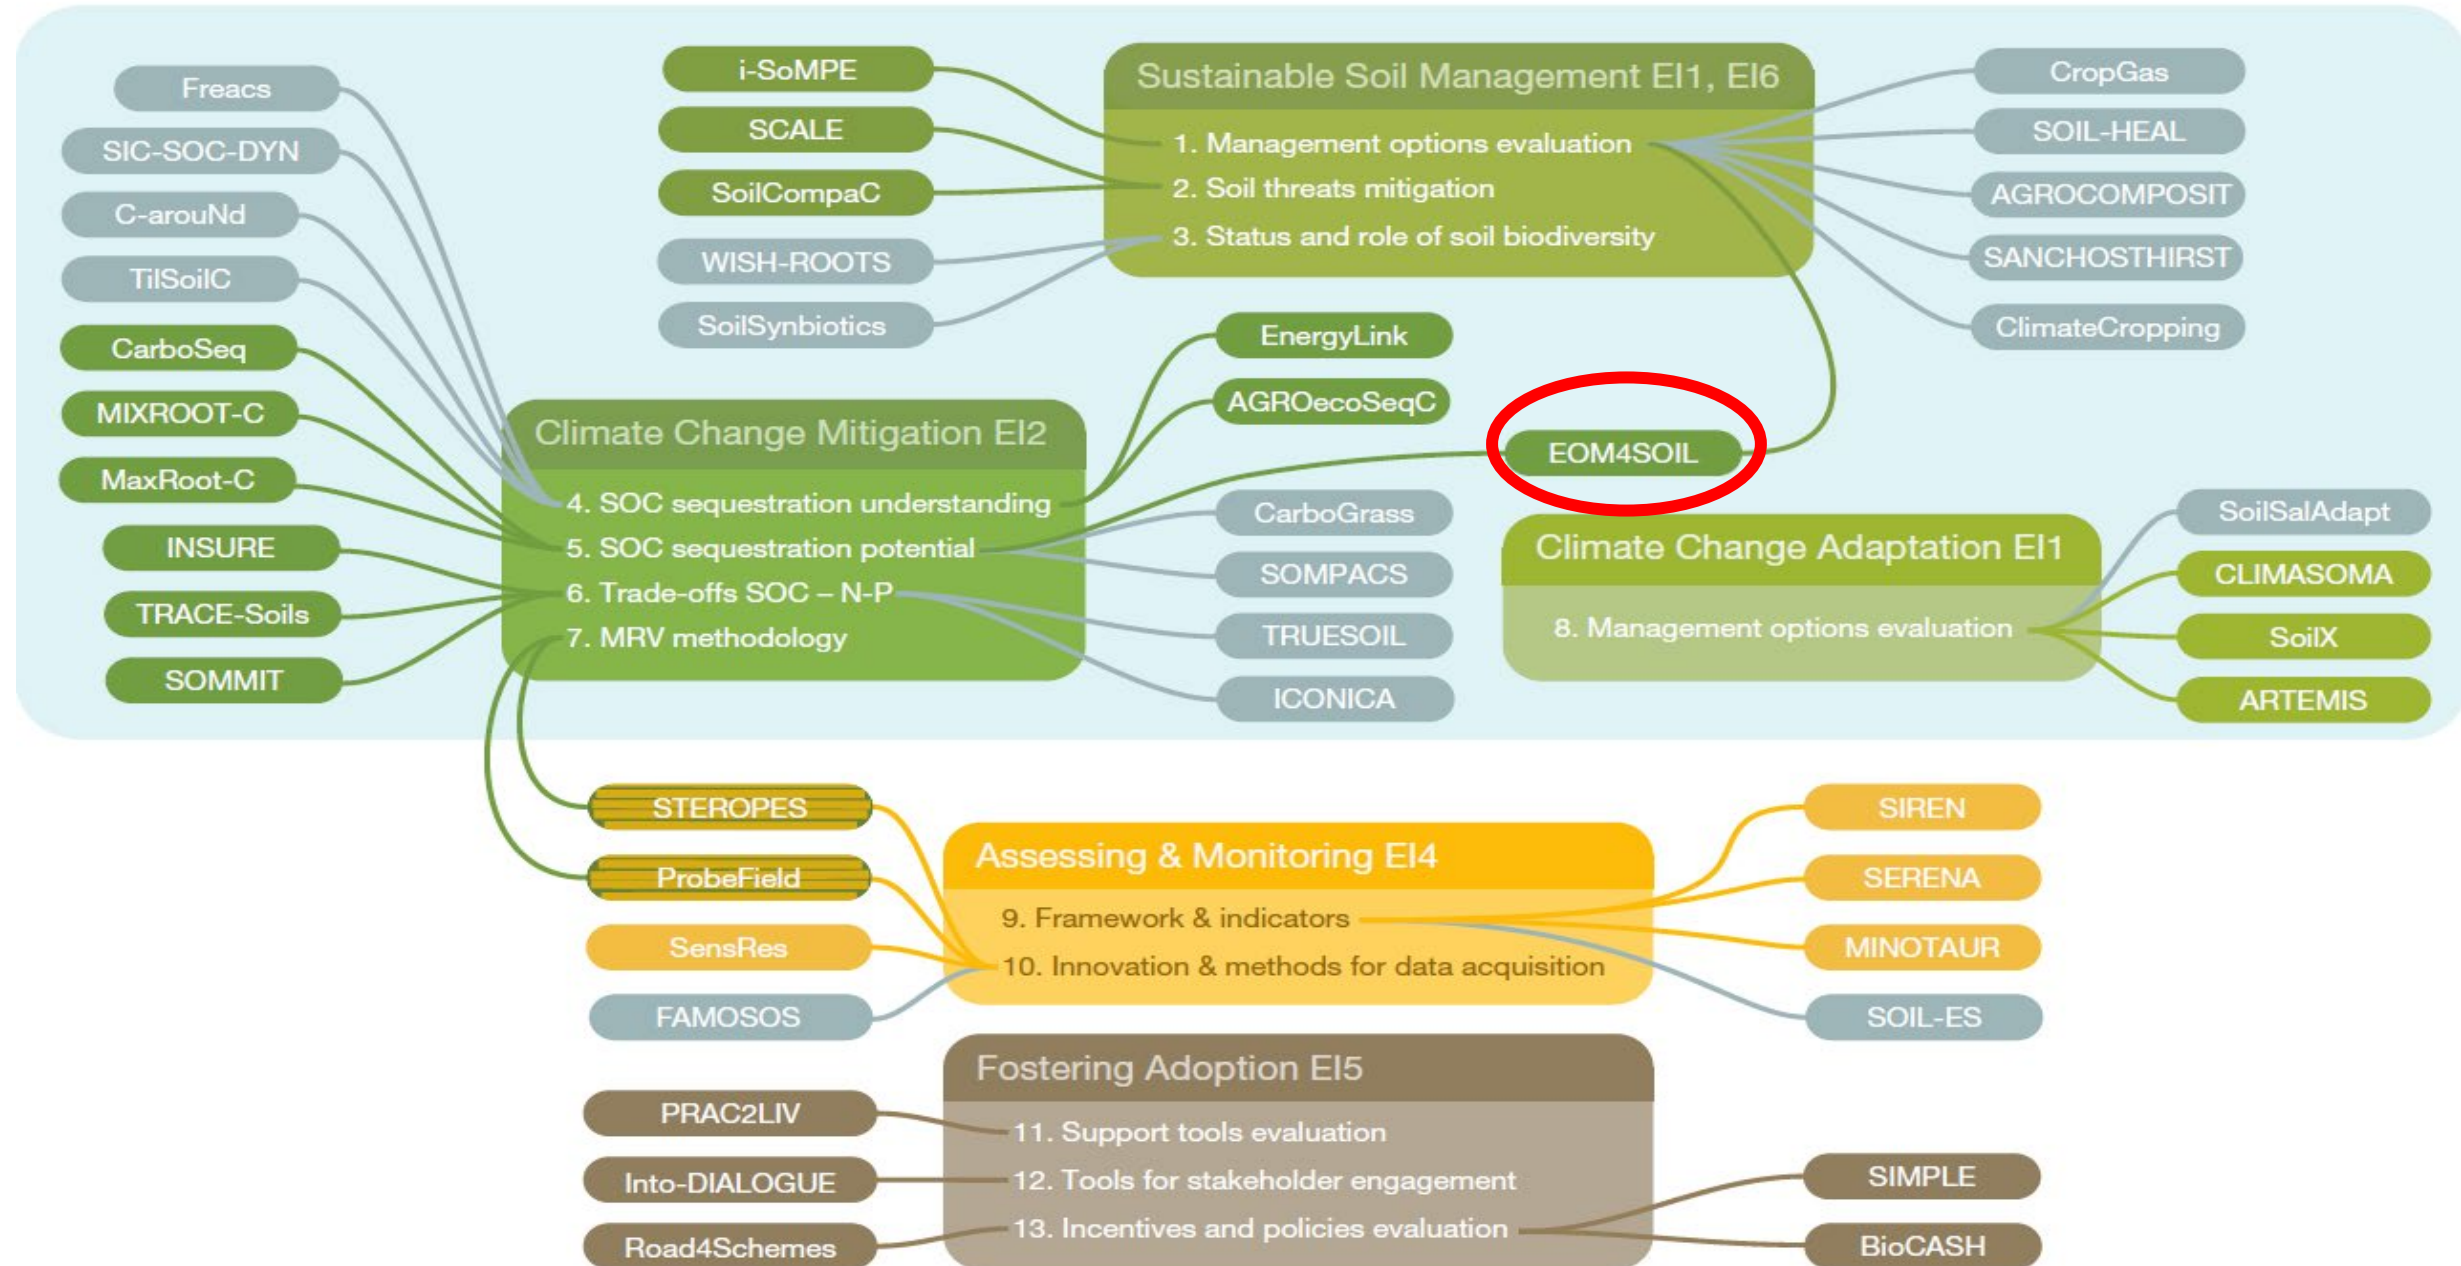 Freacs
SIC-SOC-DYN
C-arouNd
TilSoilC
CarboSeq
MIXROOT-C
MaxRoot-C
INSURE
TRACE-Soils
SOMMIT
i-SoMPE
SCALE
SoilCompaC
WISH-ROOTS
SoilSynbiotics
Sustainable Soil Management EI1, EI6
1. Management options evaluation
2. Soil threats mitigation
3. Status and role of soil biodiversity
CropGas
SOIL-HEAL
AGROCOMPOSIT
SANCHOSTHIRST
ClimateCropping
Climate Change Mitigation EI2
4. SOC sequestration understanding
5. SOC sequestration potential
6. Trade-offs SOC – N-P
7. MRV methodology
EnergyLink
AGROecoSeqC
EOM4SOIL
CarboGrass
SOMPACS
TRUESOIL
ICONICA
Climate Change Adaptation EI1
8. Management options evaluation
SoilSalAdapt
CLIMASOMA
SoilX
ARTEMIS
STEROPES
ProbeField
SensRes
FAMOSOS
Assessing & Monitoring EI4
9. Framework & indicators
10. Innovation & methods for data acquisition
SIREN
SERENA
MINOTAUR
SOIL-ES
PRAC2LIV
Into-DIALOGUE
Road4Schemes
Fostering Adoption EI5
11. Support tools evaluation
12. Tools for stakeholder engagement
13. Incentives and policies evaluation
SIMPLE
BioCASH